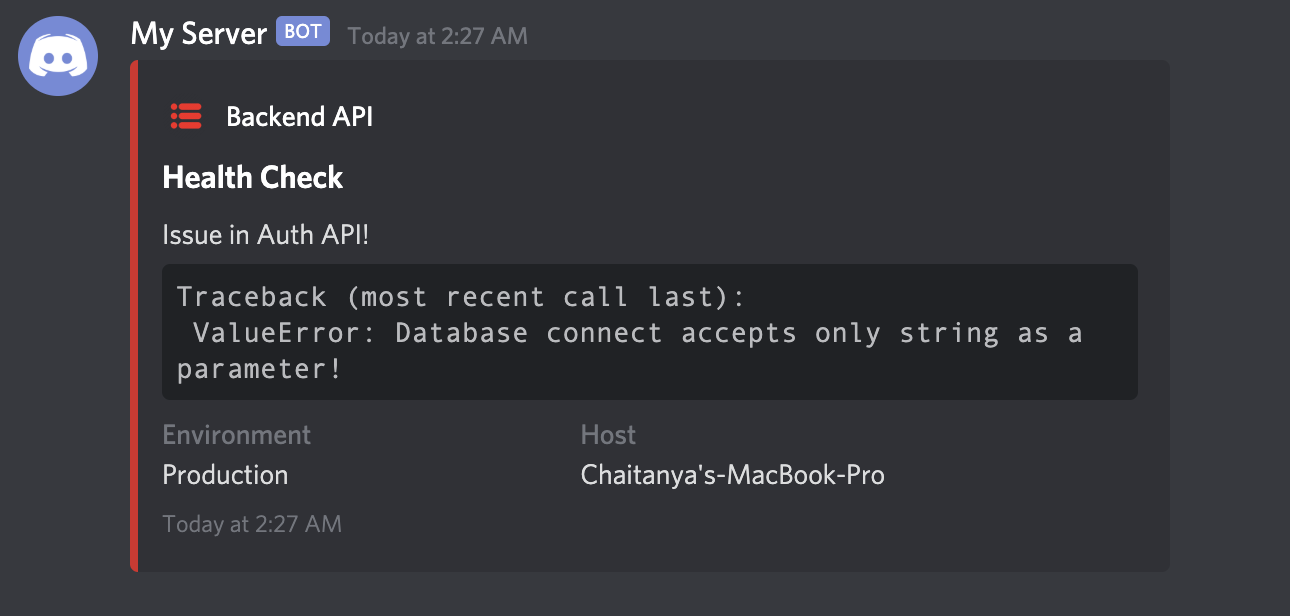 My Server BOT Today at 2:27 AM
Backend API
Health Check
Issue in Auth API!
Traceback (most recent call last):
 ValueError: Database connect accepts only string as a
parameter!
Environment Host
Production Chaitanya's-MacBook-Pro
Today at 2:27 AM